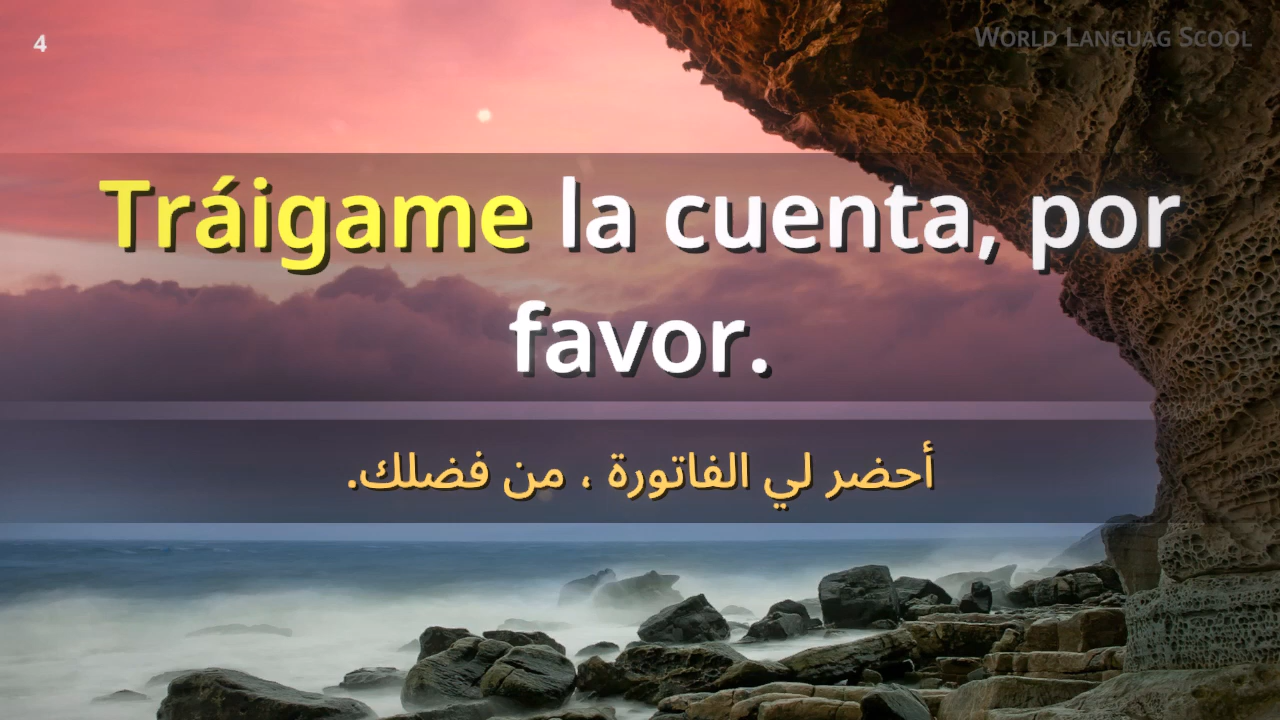 4
World Languag Scool
Tráigame la cuenta, por
favor.
أحضر لي الفاتورة ، من فضلك.